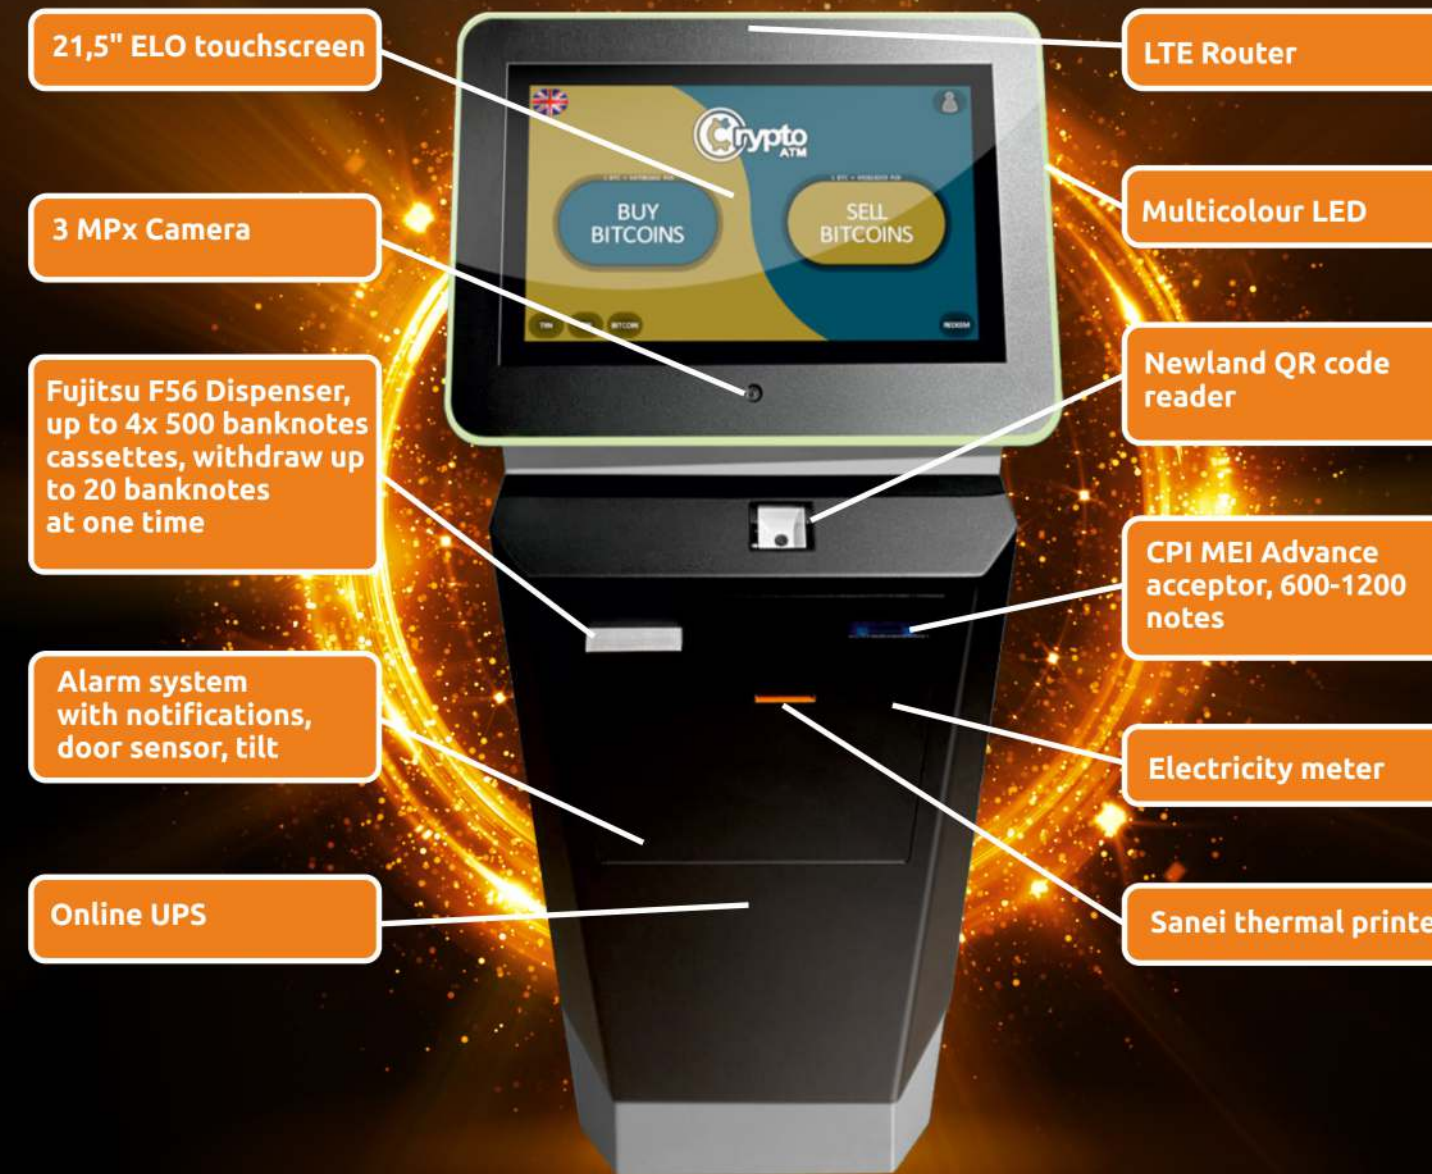 21,5" ELO touchscreen
LTE Router
Crypto
ATM
3 MPx Camera
BUY
BITCOINS
SELL
BITCOINS
Multicolour LED
BITCOIN
REDEEM
Fujitsu F56 Dispenser,
up to 4x 500 banknotes
cassettes, withdraw up
to 20 banknotes
at one time
Newland QR code
reader
CPI MEI Advance
acceptor, 600-1200
notes
Alarm system
with notifications,
door sensor, tilt
Electricity meter
Online UPS
Sanei thermal printe